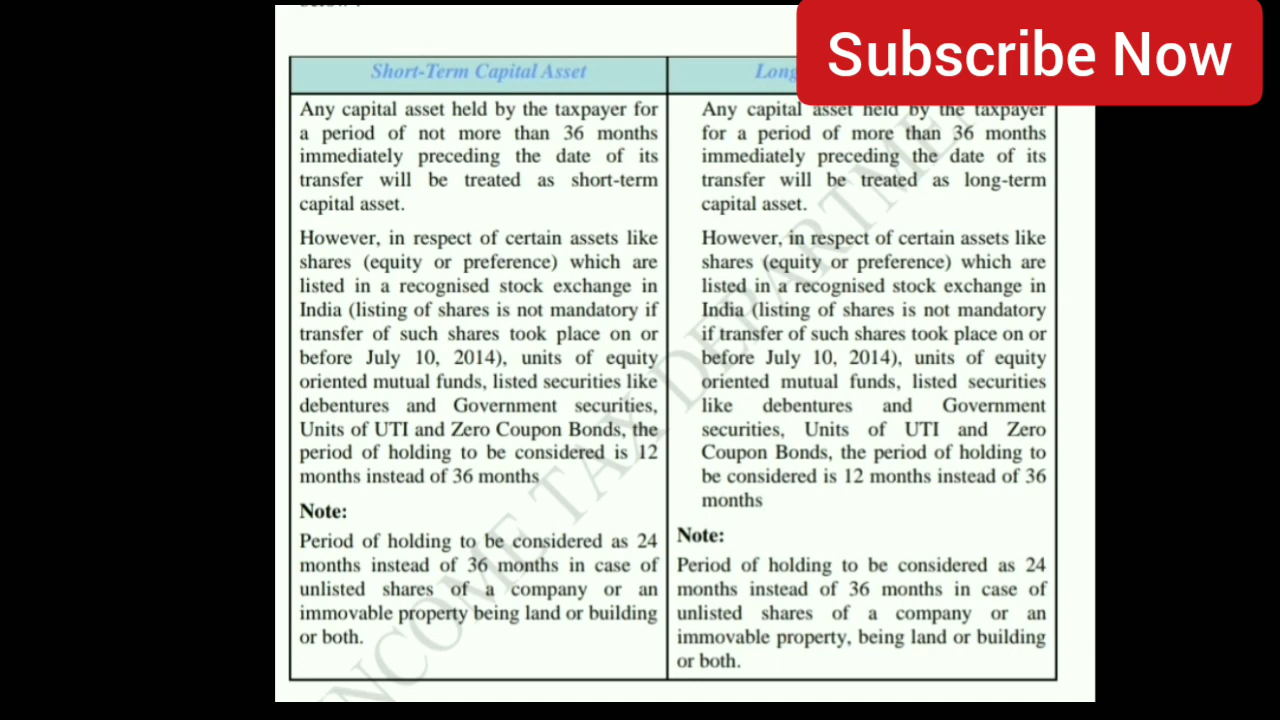 Subscribe Now
Short-Term Capital Asset
Long
Any capital asset held by the taxpayer for
a period of not more than 36 months
immediately preceding the date of its
transfer will be treated as short-term
capital asset.
However, in respect of certain assets like
shares (equity or preference) which are
listed in a recognised stock exchange in
India (listing of shares is not mandatory if
transfer of such shares took place on or
before July 10, 2014), units of equity
oriented mutual funds, listed securities like
debentures and Government securities,
Units of UTI and Zero Coupon Bonds, the
period of holding to be considered is 12
months instead of 36 months
Note:
Period of holding to be considered as 24
months instead of 36 months in case of
unlisted shares of a company or an
immovable property being land or building
or both.
Any capital asset held by the taxpayer
for a period of more than 36 months
immediately preceding the date of its
transfer will be treated as long-term
capital asset.
However, in respect of certain assets like
shares (equity or preference) which are
listed in a recognised stock exchange in
India (listing of shares is not mandatory
if transfer of such shares took place on or
before July 10, 2014), units of equity
oriented mutual funds, listed securities
like debentures and Government
securities, Units of UTI and Zero
Coupon Bonds, the period of holding to
be considered is 12 months instead of 36
months
Note:
Period of holding to be considered as 24
months instead of 36 months in case of
unlisted shares of a company or an
immovable property, being land or building
or both.
INCOME TAX DEPARTME